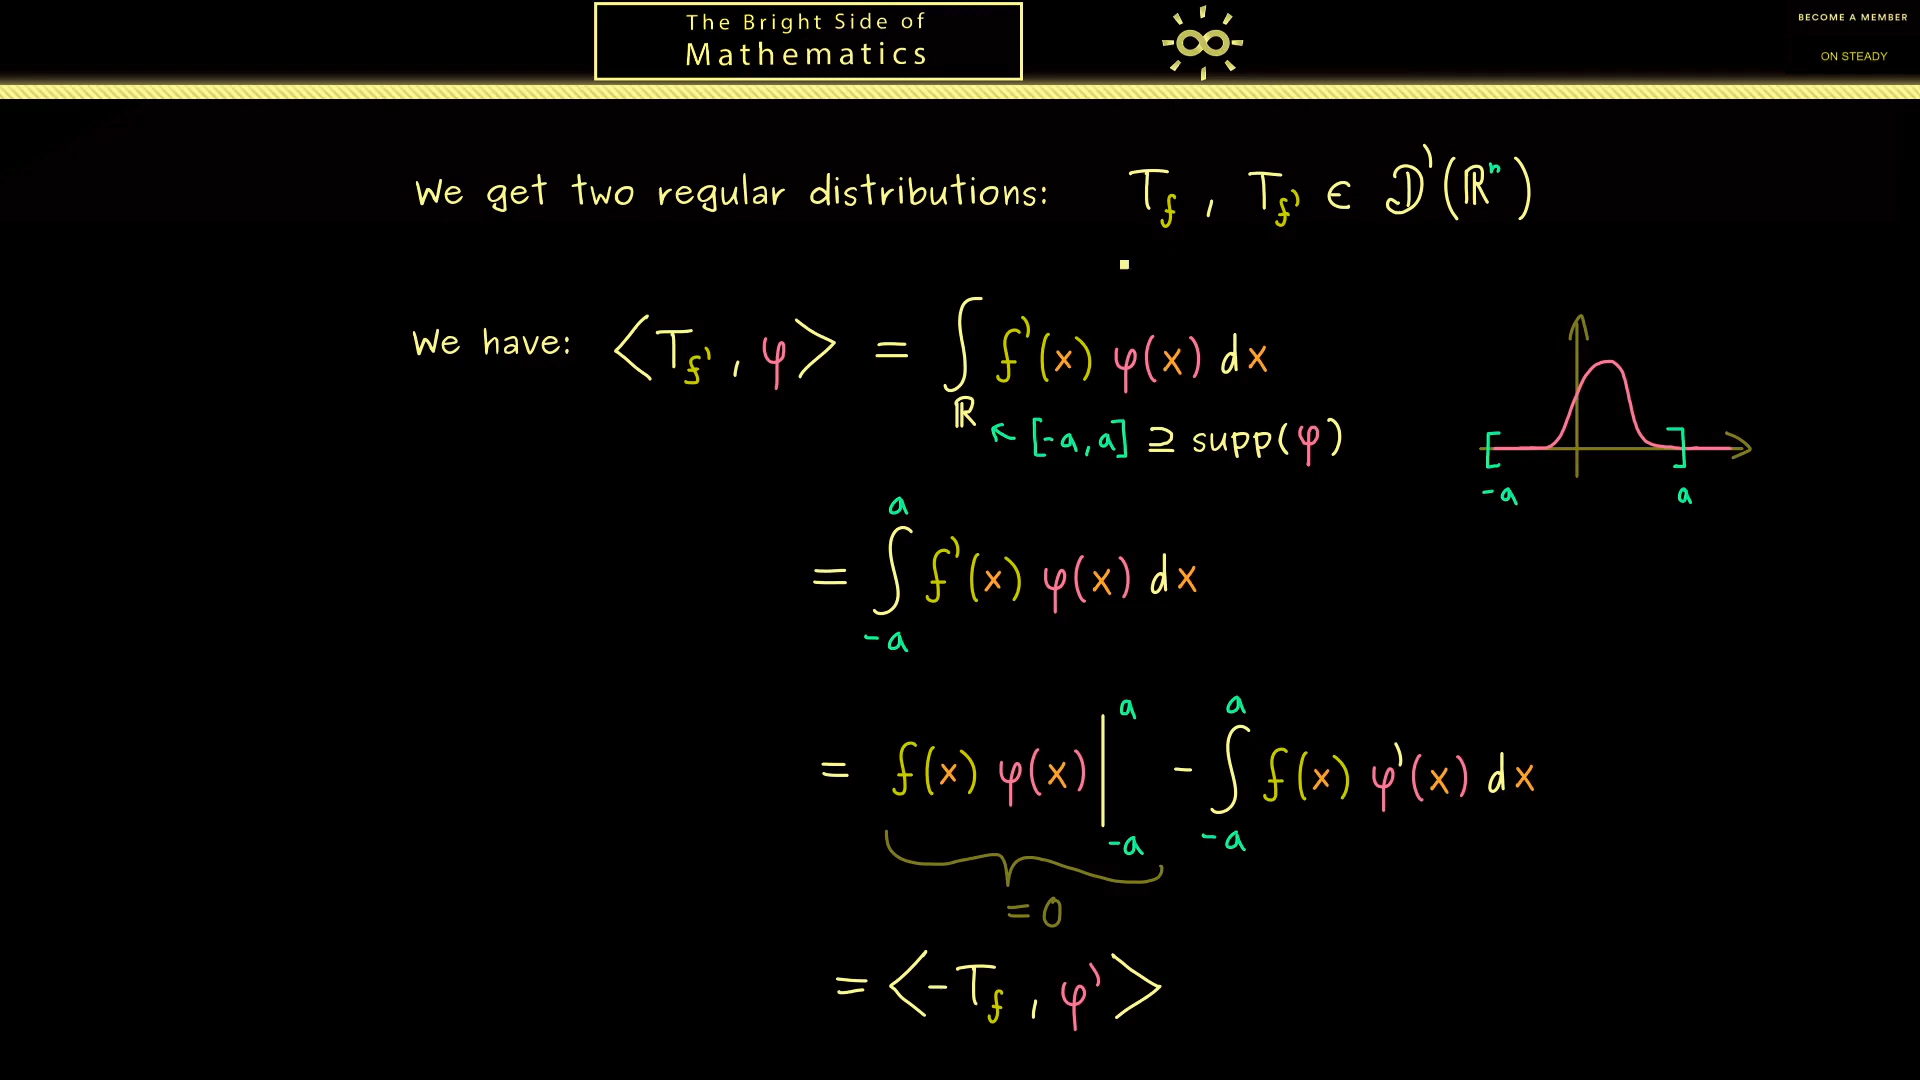 The Bright Side of
Mathematics
BECOME A MEMBER
ON STEADY
We get two regular distributions: T_f , T_f' ∈ 𝒟'(ℝⁿ)
We have: ⟨T_f' , φ⟩ = ∫_ℝ f'(x) φ(x) dx
↖ [-a, a] ⊇ supp(φ)
[ ]
-a a
= ∫_{-a}^{a} f'(x) φ(x) dx
= f(x) φ(x) |_{-a}^{a} - ∫_{-a}^{a} f(x) φ'(x) dx
= 0
= ⟨-T_f , φ'⟩